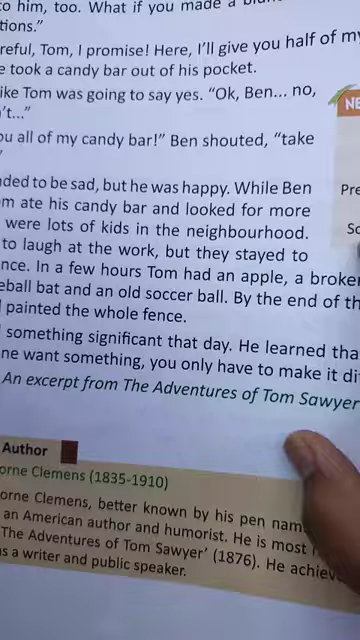 to him, too. What if you made a
tions."
reful, Tom, I promise! Here, I'll give you half of my
e took a candy bar out of his pocket.
ike Tom was going to say yes. "Ok, Ben... no,
't..."
ou all of my candy bar!" Ben shouted, "take
"
ded to be sad, but he was happy. While Ben
m ate his candy bar and looked for more
were lots of kids in the neighbourhood.
to laugh at the work, but they stayed to
nce. In a few hours Tom had an apple, a broke
eball bat and an old soccer ball. By the end of th
painted the whole fence.
something significant that day. He learned tha
ne want something, you only have to make it di
An excerpt from The Adventures of Tom Sawyer
NE
Pre
So
Author
orne Clemens (1835-1910)
orne Clemens, better known by his pen nam
an American author and humorist. He is most
The Adventures of Tom Sawyer' (1876). He achiev
s a writer and public speaker.